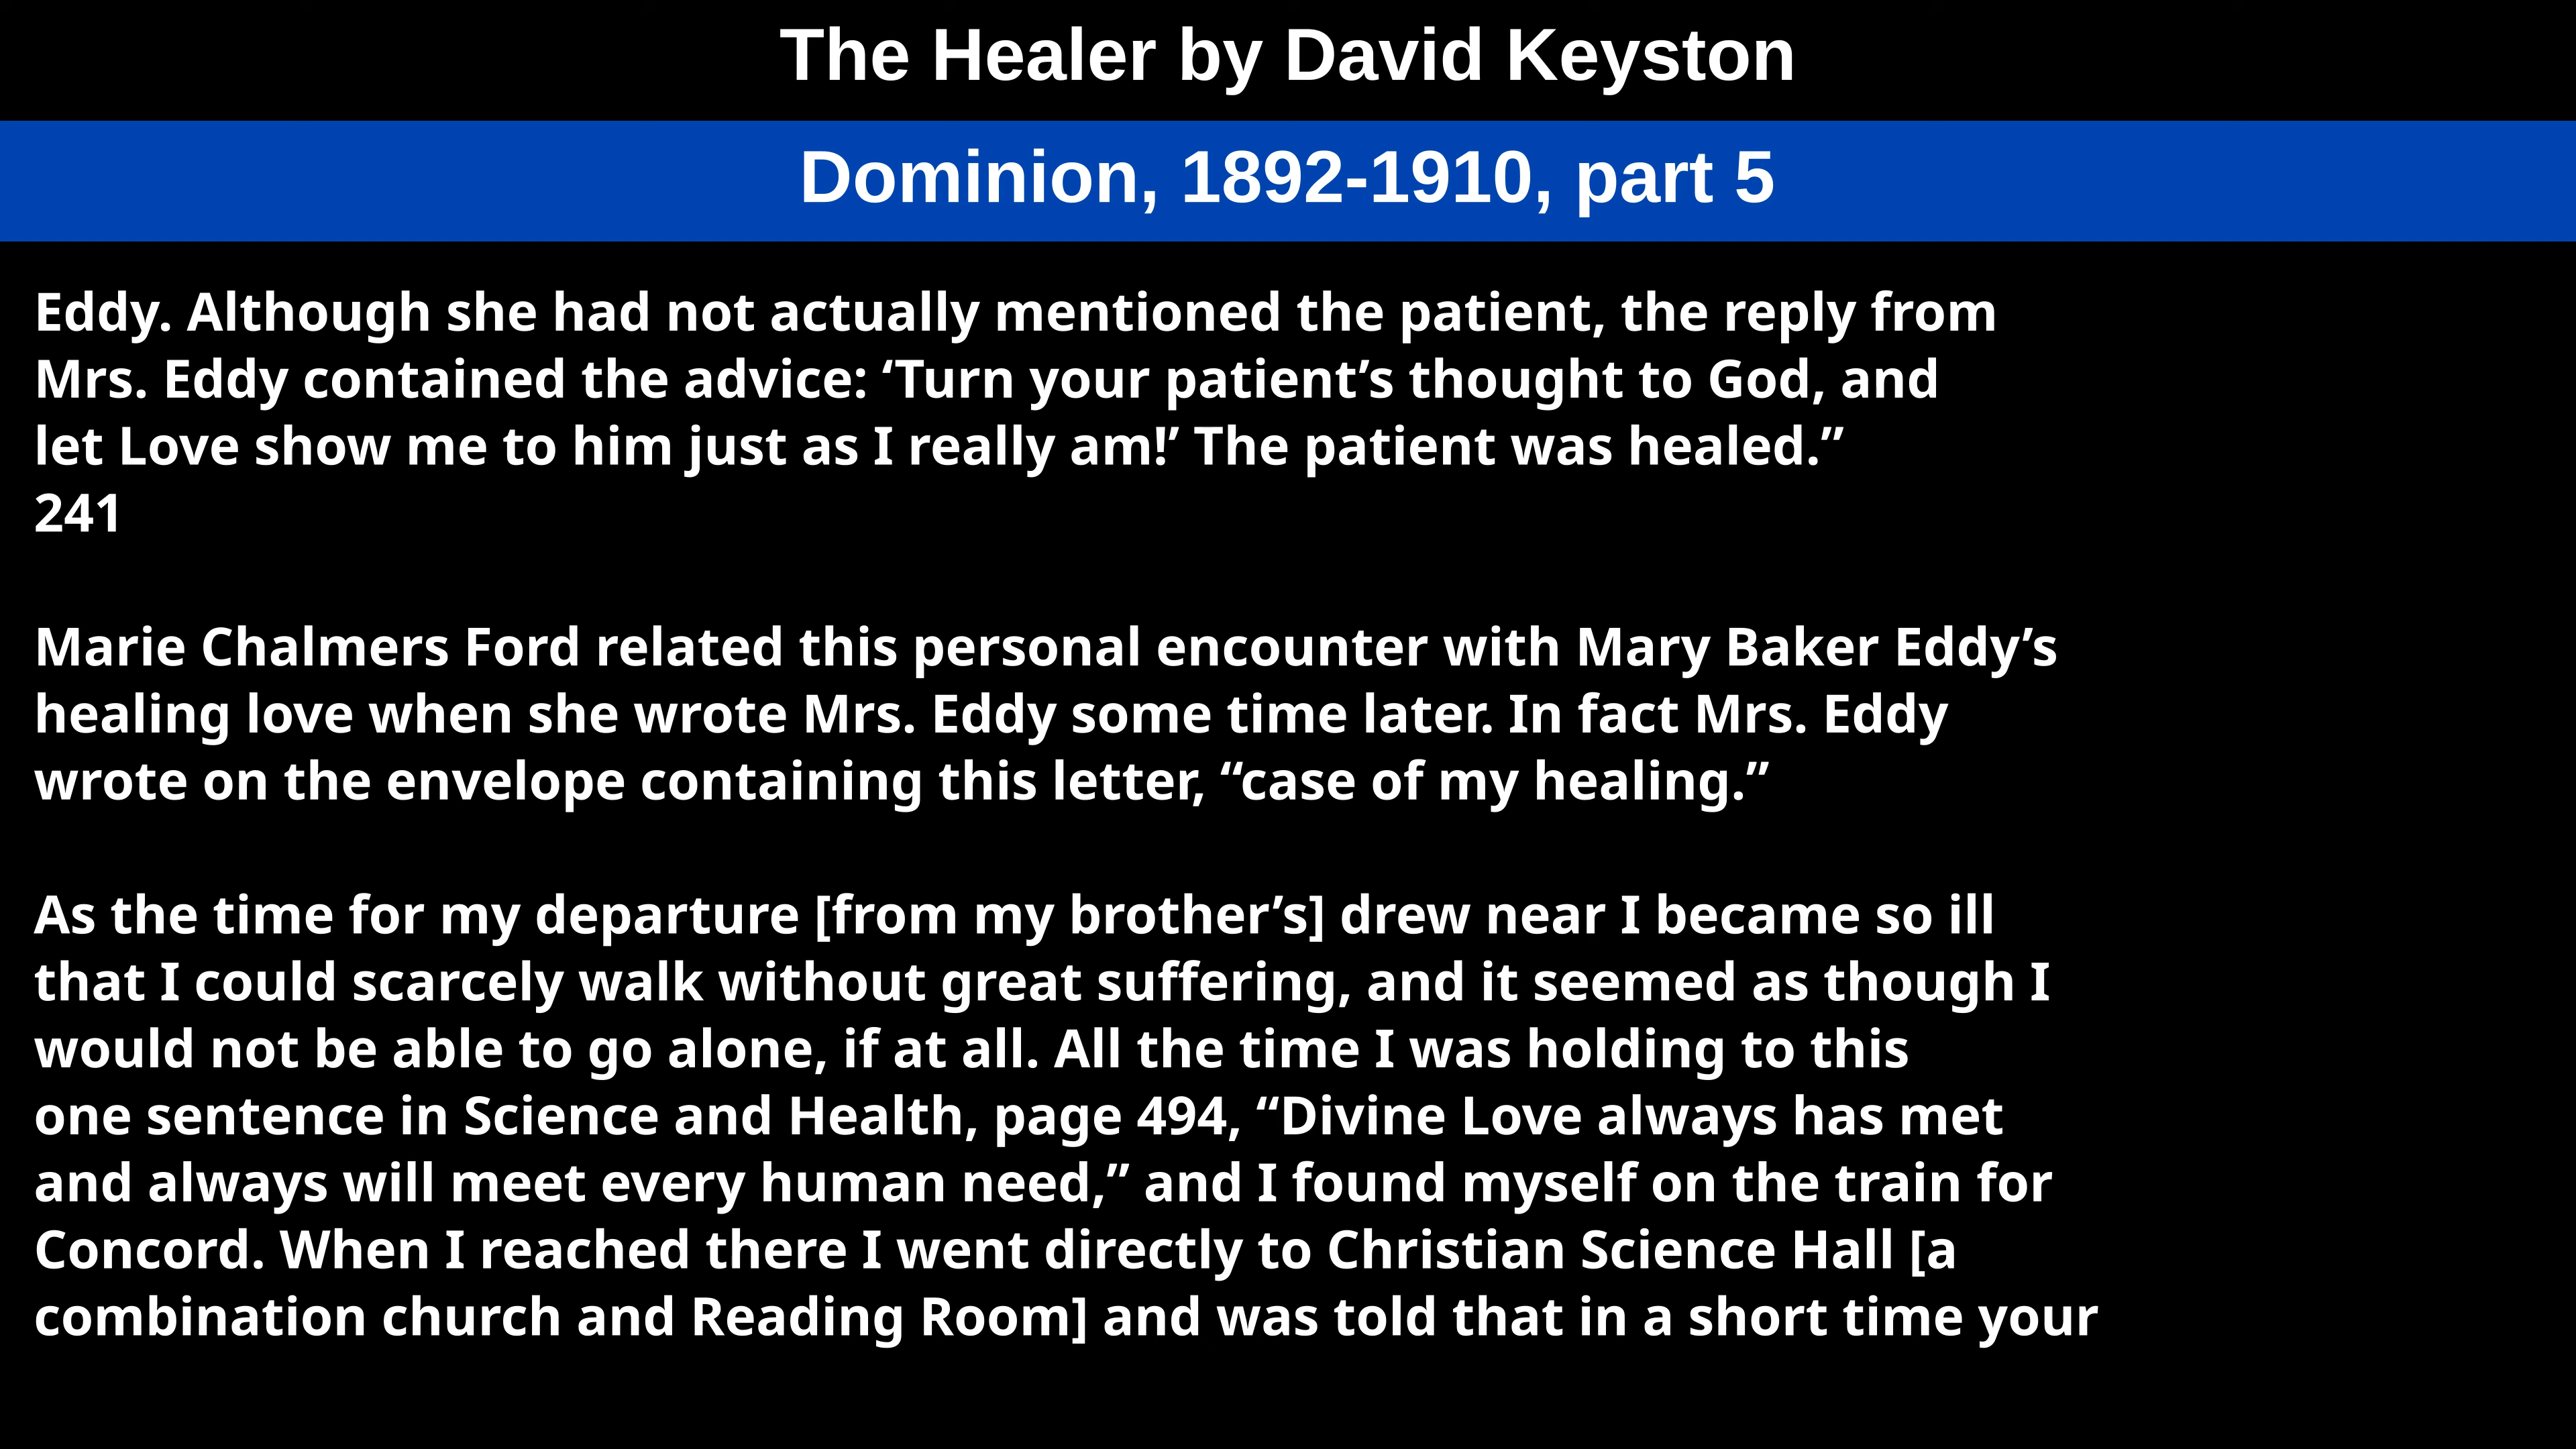 The Healer by David Keyston
Dominion, 1892-1910, part 5
Eddy. Although she had not actually mentioned the patient, the reply from
Mrs. Eddy contained the advice: ‘Turn your patient’s thought to God, and
let Love show me to him just as I really am!’ The patient was healed.”
241
Marie Chalmers Ford related this personal encounter with Mary Baker Eddy’s
healing love when she wrote Mrs. Eddy some time later. In fact Mrs. Eddy
wrote on the envelope containing this letter, “case of my healing.”
As the time for my departure [from my brother’s] drew near I became so ill
that I could scarcely walk without great suffering, and it seemed as though I
would not be able to go alone, if at all. All the time I was holding to this
one sentence in Science and Health, page 494, “Divine Love always has met
and always will meet every human need,” and I found myself on the train for
Concord. When I reached there I went directly to Christian Science Hall [a
combination church and Reading Room] and was told that in a short time your